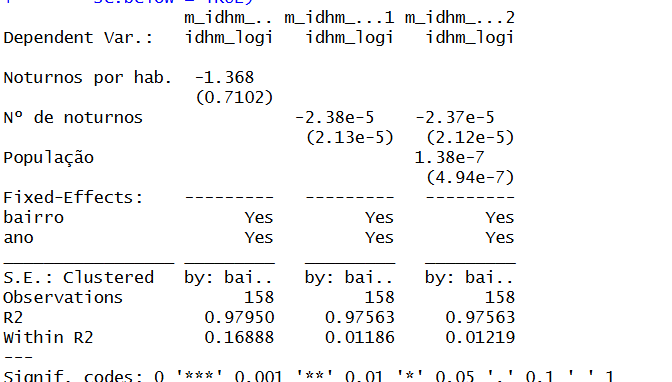 se.below = TRUE)
m_idhm_.. m_idhm_...1 m_idhm_...2
Dependent Var.: idhm_logi idhm_logi idhm_logi
Noturnos por hab. -1.368
(0.7102)
Nº de noturnos -2.38e-5 -2.37e-5
(2.13e-5) (2.12e-5)
População 1.38e-7
(4.94e-7)
Fixed-Effects: --------- --------- ---------
bairro Yes Yes Yes
ano Yes Yes Yes
_________________ _________ _________ _________
S.E.: Clustered by: bai.. by: bai.. by: bai..
Observations 158 158 158
R2 0.97950 0.97563 0.97563
Within R2 0.16888 0.01186 0.01219
---
Signif. codes: 0 '***' 0.001 '**' 0.01 '*' 0.05 '.' 0.1 ' ' 1